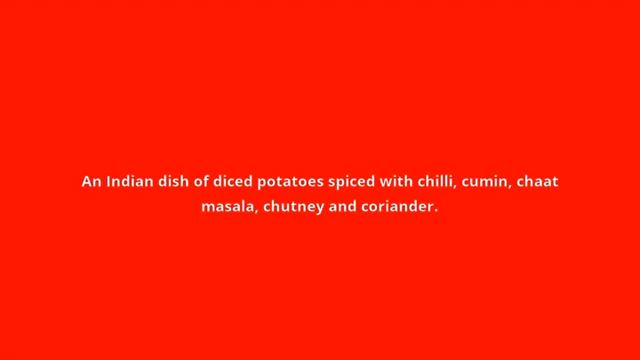 An Indian dish of diced potatoes spiced with chilli, cumin, chaat
masala, chutney and coriander.